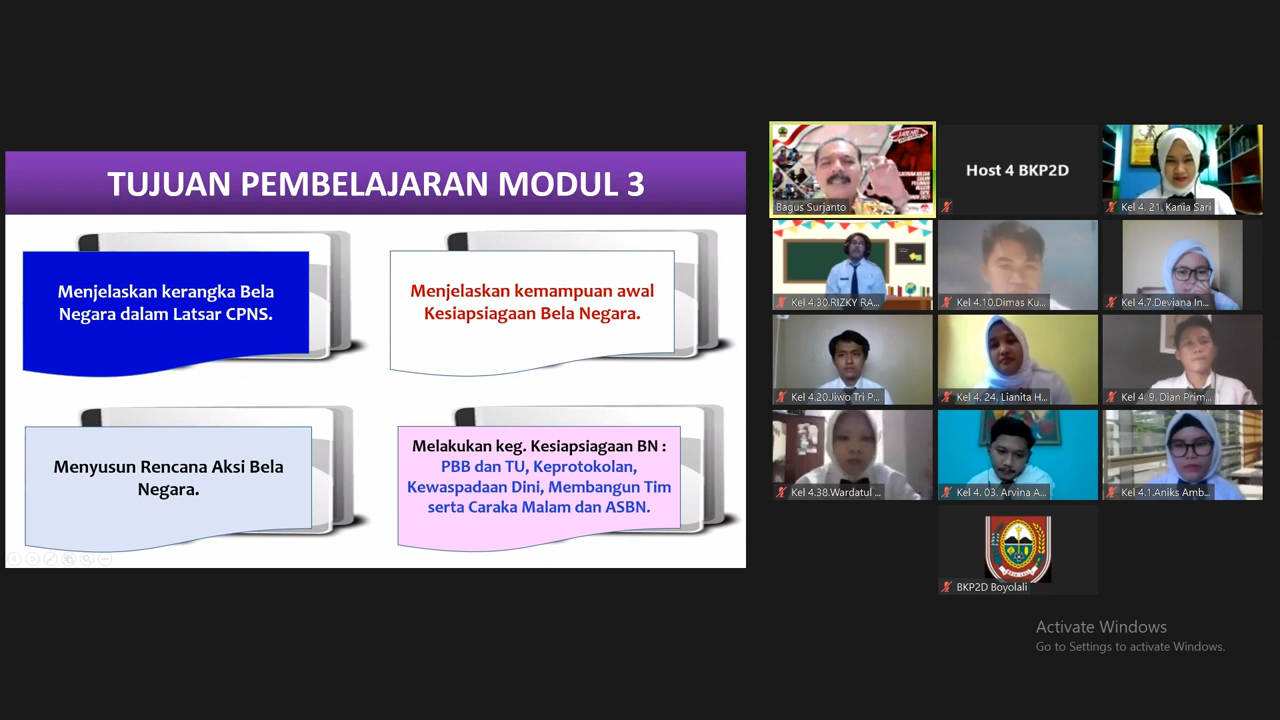 TUJUAN PEMBELAJARAN MODUL 3
Menjelaskan kerangka Bela
Negara dalam Latsar CPNS.
Menjelaskan kemampuan awal
Kesiapsiagaan Bela Negara.
Menyusun Rencana Aksi Bela
Negara.
Melakukan keg. Kesiapsiagaan BN :
PBB dan TU, Keprotokolan,
Kewaspadaan Dini, Membangun Tim
serta Caraka Malam dan ASBN.
Bagus Surjanto
Host 4 BKP2D
Kel 4. 21. Kania Sari
Kel 4.30.RIZKY RA...
Kel 4.10.Dimas Ku...
Kel 4.7.Deviana In...
Kel 4.20.Jiwo Tri P...
Kel 4. 24. Lianita H...
Kel 4. 9. Dian Prim...
Kel 4.38.Wardatul ...
Kel 4. 03. Arvina A...
Kel 4.1.Aniks Amb...
BKP2D Boyolali
Activate Windows
Go to Settings to activate Windows.